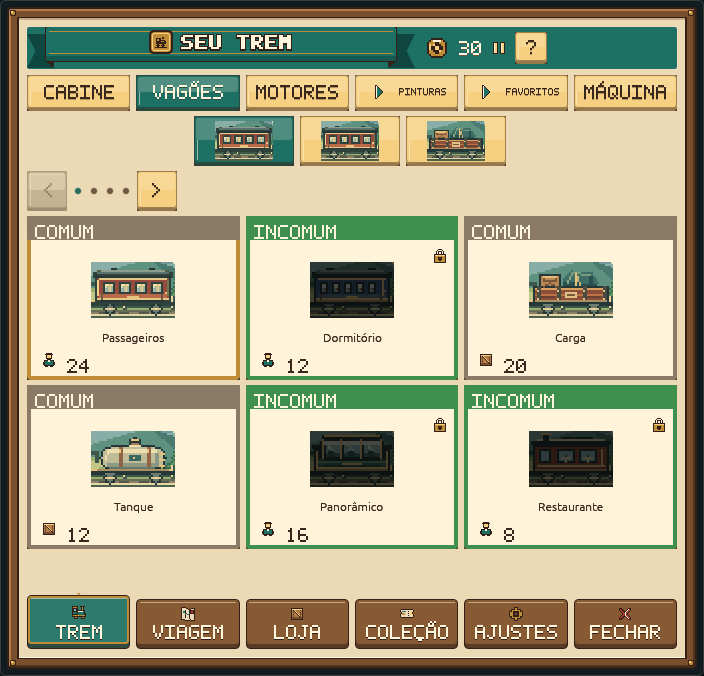 SEU TREM
30
?
CABINE
VAGÕES
MOTORES
PINTURAS
FAVORITOS
MÁQUINA
COMUM
INCOMUM
COMUM
Passageiros
Dormitório
Carga
24
12
20
COMUM
INCOMUM
INCOMUM
Tanque
Panorâmico
Restaurante
12
16
8
TREM
VIAGEM
LOJA
COLEÇÃO
AJUSTES
FECHAR